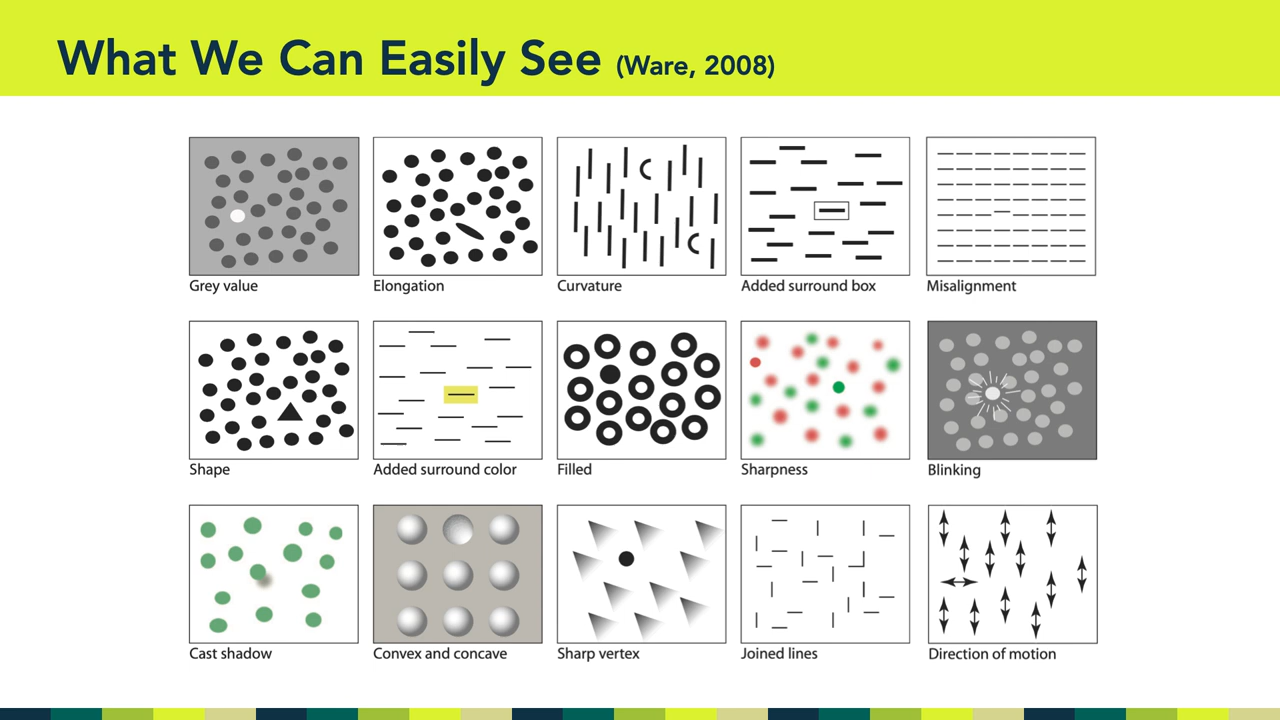 What We Can Easily See (Ware, 2008)
Grey value
Elongation
Curvature
Added surround box
Misalignment
Shape
Added surround color
Filled
Sharpness
Blinking
Cast shadow
Convex and concave
Sharp vertex
Joined lines
Direction of motion